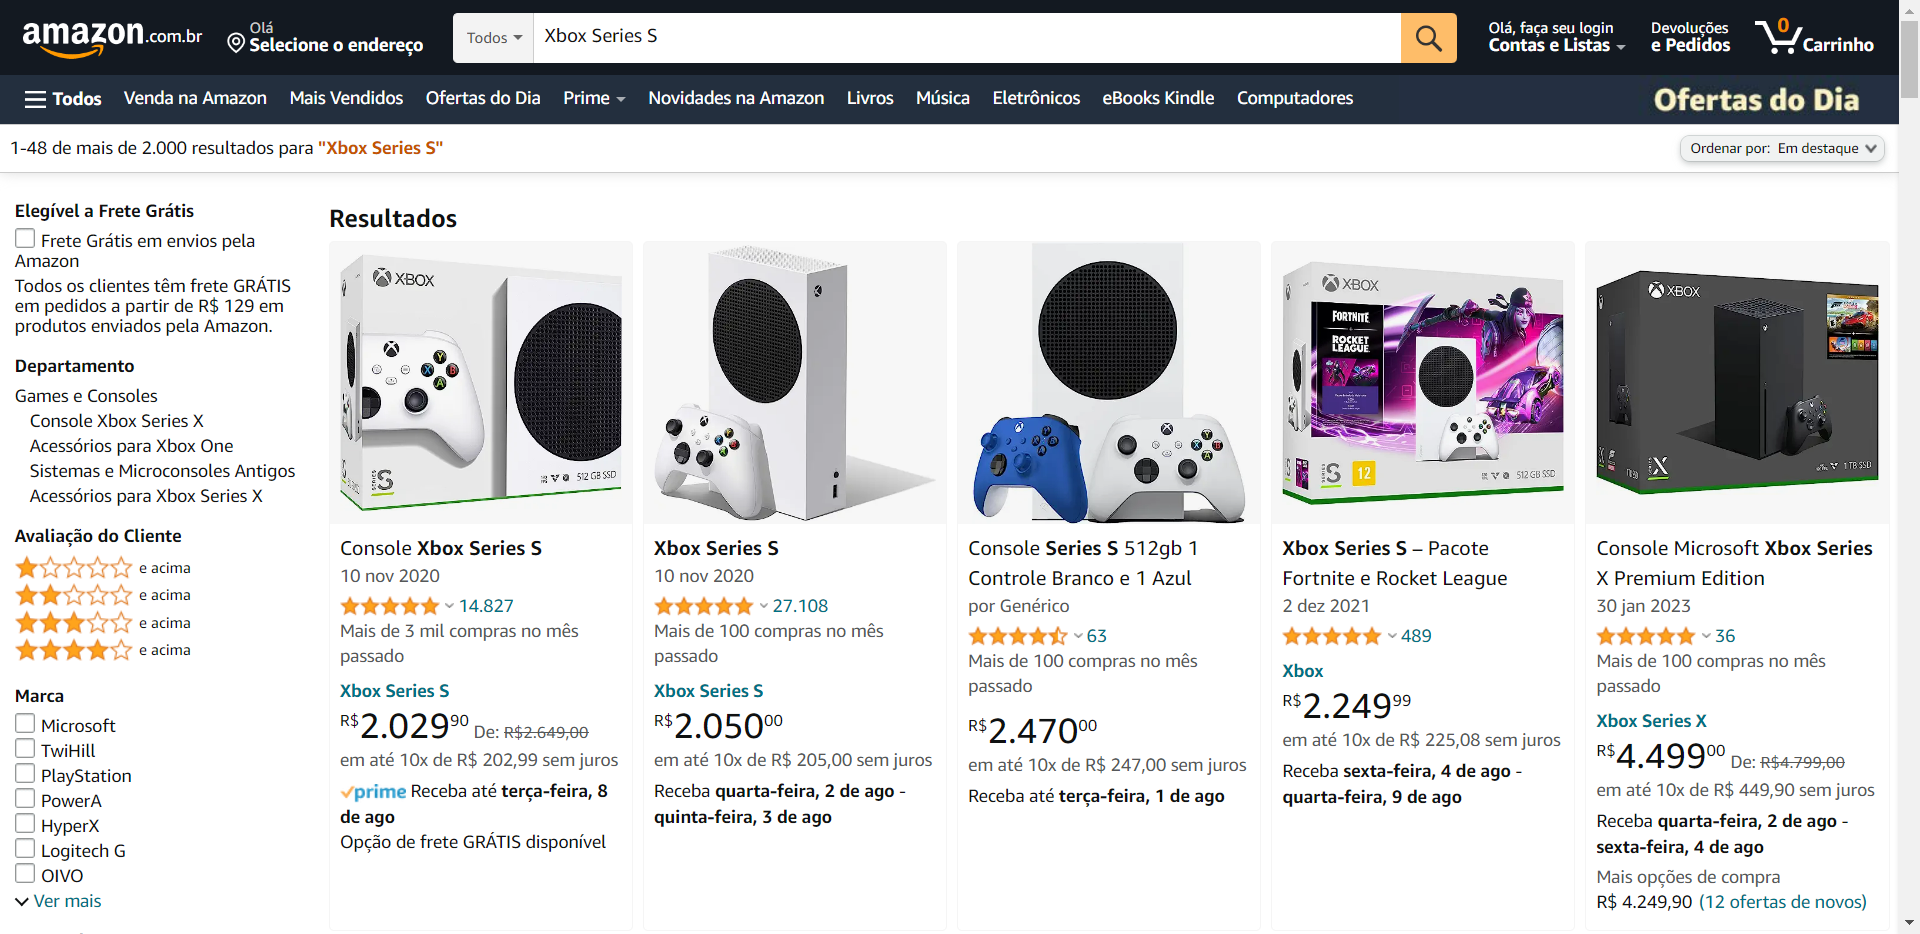 amazon.com.br
Olá
Selecione o endereço
Todos
Xbox Series S
Olá, faça seu login
Contas e Listas
Devoluções
e Pedidos
0
Carrinho
Todos
Venda na Amazon
Mais Vendidos
Ofertas do Dia
Prime
Novidades na Amazon
Livros
Música
Eletrônicos
eBooks Kindle
Computadores
Ofertas do Dia
1-48 de mais de 2.000 resultados para "Xbox Series S"
Ordenar por: Em destaque
Elegível a Frete Grátis
Frete Grátis em envios pela
Amazon
Todos os clientes têm frete GRÁTIS
em pedidos a partir de R$ 129 em
produtos enviados pela Amazon.
Departamento
Games e Consoles
Console Xbox Series X
Acessórios para Xbox One
Sistemas e Microconsoles Antigos
Acessórios para Xbox Series X
Avaliação do Cliente
e acima
e acima
e acima
e acima
Marca
Microsoft
TwiHill
PlayStation
PowerA
HyperX
Logitech G
OIVO
Ver mais
Resultados
XBOX
Y
X
B
A
SERIES
S
512 GB SSD
Console Xbox Series S
10 nov 2020
14.827
Mais de 3 mil compras no mês
passado
Xbox Series S
R$2.02990 De: R$2.649,00
em até 10x de R$ 202,99 sem juros
prime Receba até terça-feira, 8
de ago
Opção de frete GRÁTIS disponível
Xbox Series S
10 nov 2020
27.108
Mais de 100 compras no mês
passado
Xbox Series S
R$2.05000
em até 10x de R$ 205,00 sem juros
Receba quarta-feira, 2 de ago -
quinta-feira, 3 de ago
Console Series S 512gb 1
Controle Branco e 1 Azul
por Genérico
63
Mais de 100 compras no mês
passado
R$2.47000
em até 10x de R$ 247,00 sem juros
Receba até terça-feira, 1 de ago
XBOX
FORTNITE
ROCKET
LEAGUE
SERIES
S
12
512 GB SSD
Xbox Series S – Pacote
Fortnite e Rocket League
2 dez 2021
489
Xbox
R$2.24999
em até 10x de R$ 225,08 sem juros
Receba sexta-feira, 4 de ago -
quarta-feira, 9 de ago
XBOX
SERIES
X
1 TB SSD
Console Microsoft Xbox Series
X Premium Edition
30 jan 2023
36
Mais de 100 compras no mês
passado
Xbox Series X
R$4.49900 De: R$4.799,00
em até 10x de R$ 449,90 sem juros
Receba quarta-feira, 2 de ago -
sexta-feira, 4 de ago
Mais opções de compra
R$ 4.249,90 (12 ofertas de novos)